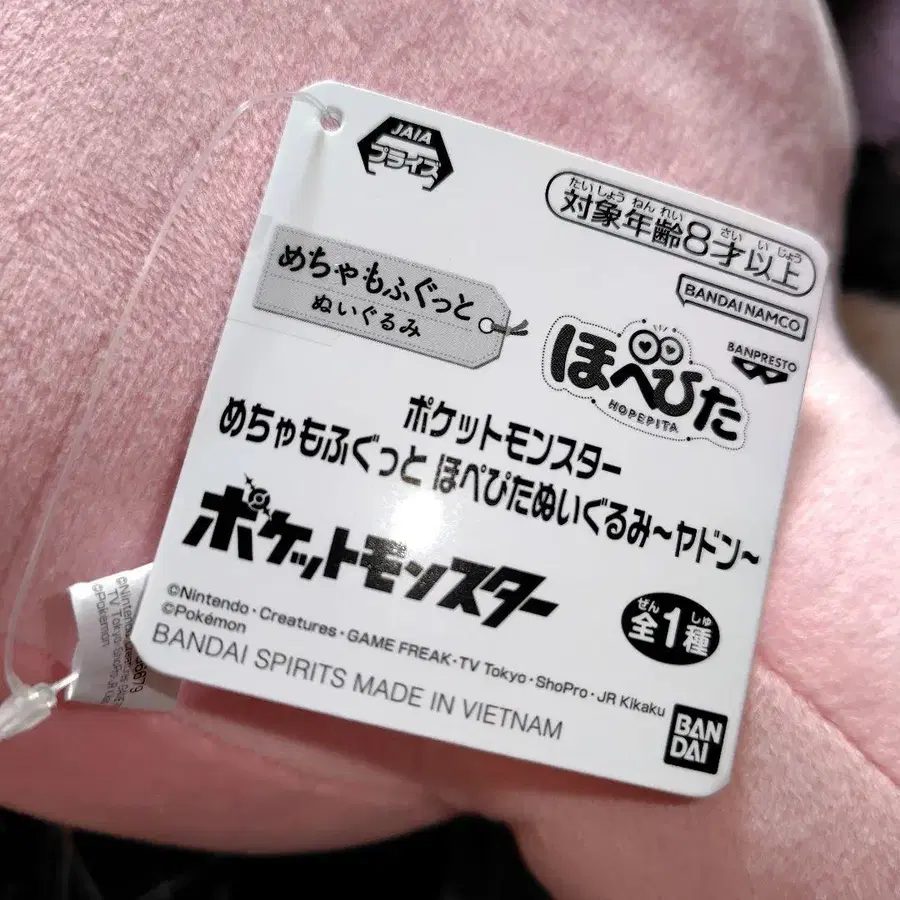 JAIA
プライズ
たいしょうねんれい さい いじょう
対象年齢8才以上
めちゃもふぐっと
ぬいぐるみ
BANDAI NAMCO
BANPRESTO
ほぺぴた
HOPEPITA
ポケットモンスター
めちゃもふぐっと ほぺぴたぬいぐるみ~ヤドン~
ポケットモンスター
ぜん しゅ
全1種
©Nintendo・Creatures・GAME FREAK・TV Tokyo・ShoPro・JR Kikaku
©Pokémon
BANDAI SPIRITS MADE IN VIETNAM
BAN
DAI
©Pokémon